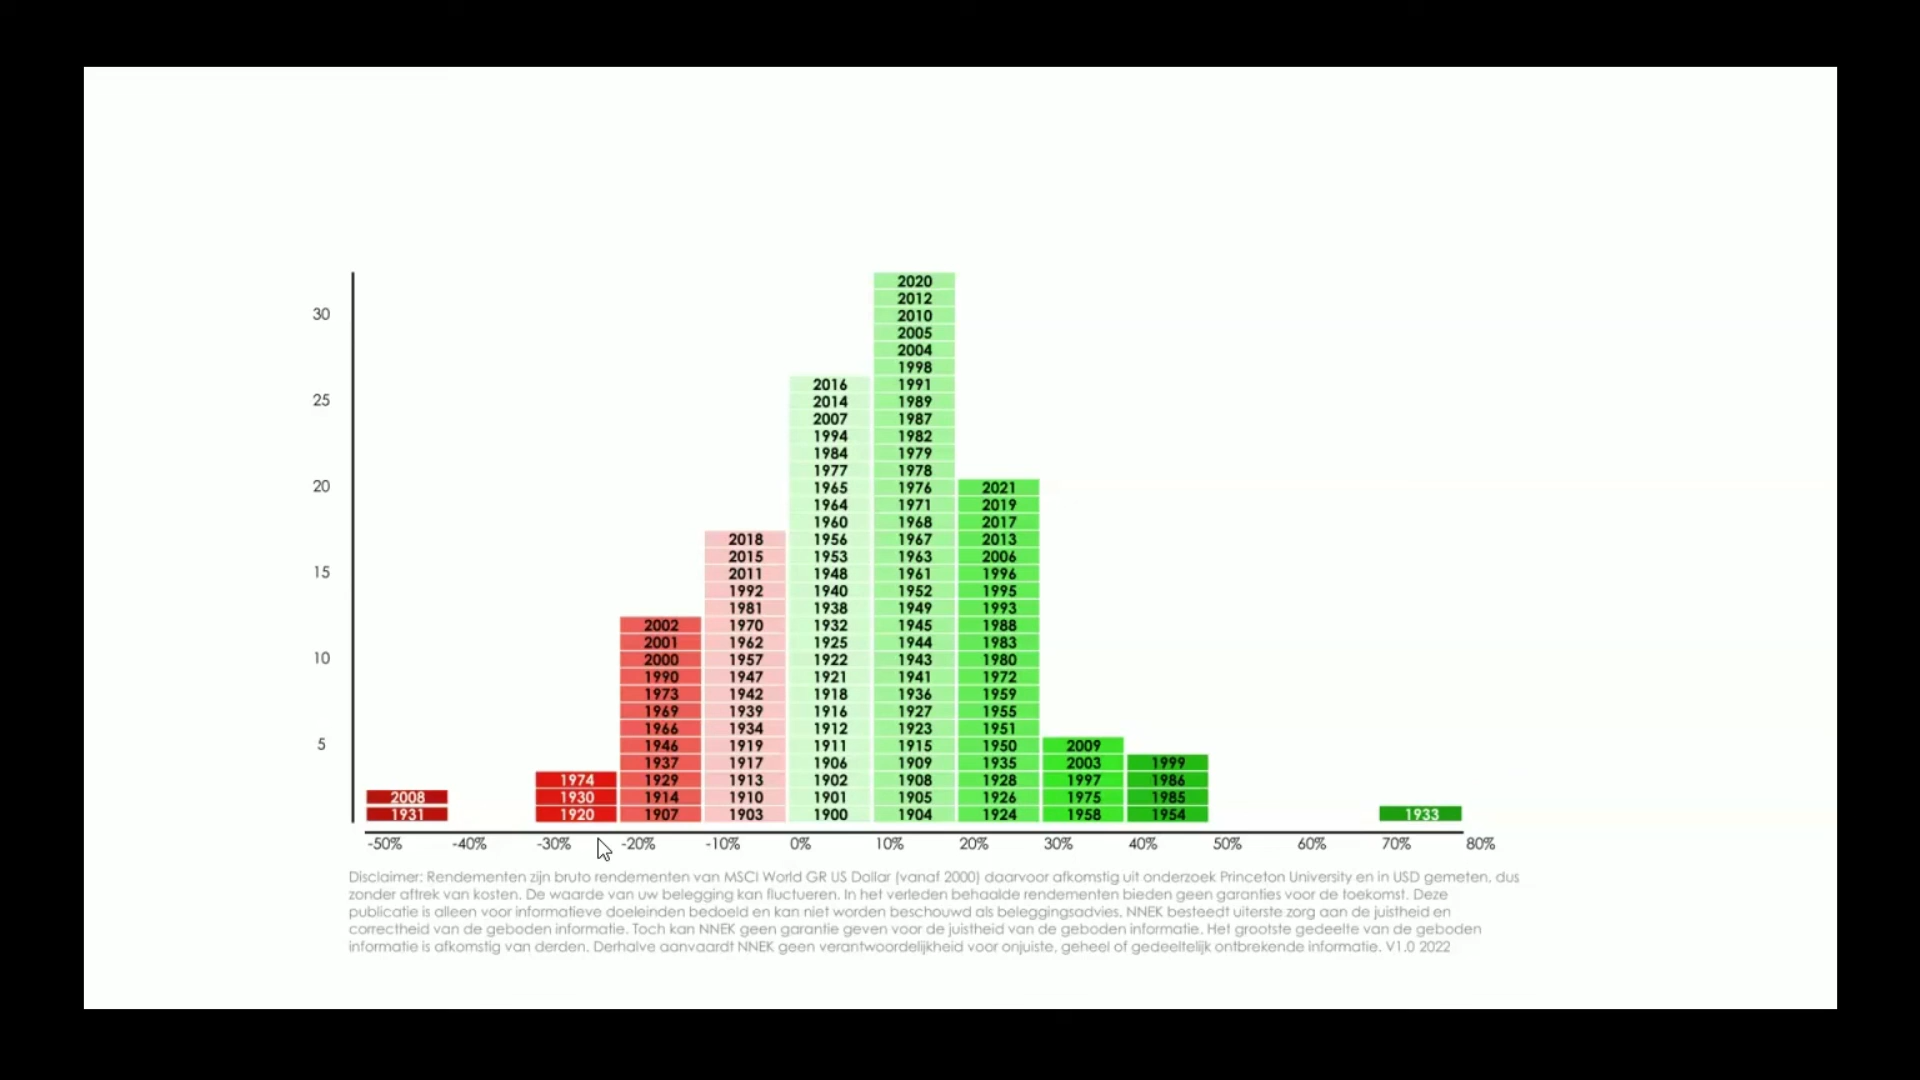 2020
2012
30 2010
2005
2004
1998
2016 1991
25 2014 1989
2007 1987
1994 1982
1984 1979
1977 1978
20 1965 1976 2021
1964 1971 2019
1960 1968 2017
2018 1956 1967 2013
2015 1953 1963 2006
15 2011 1948 1961 1996
1992 1940 1952 1995
1981 1938 1949 1993
2002 1970 1932 1945 1988
2001 1962 1925 1944 1983
10 2000 1957 1922 1943 1980
1990 1947 1921 1941 1972
1973 1942 1918 1936 1959
1969 1939 1916 1927 1955
1966 1934 1912 1923 1951
5 1946 1919 1911 1915 1950 2009
1937 1917 1906 1909 1935 2003 1999
1974 1929 1913 1902 1908 1928 1997 1986
2008 1930 1914 1910 1901 1905 1926 1975 1985
1931 1920 1907 1903 1900 1904 1924 1958 1954 1933
-50% -40% -30% -20% -10% 0% 10% 20% 30% 40% 50% 60% 70% 80%
Disclaimer: Rendementen zijn bruto rendementen van MSCI World GR US Dollar (vanaf 2000) daarvoor afkomstig uit onderzoek Princeton University en in USD gemeten, dus
zonder aftrek van kosten. De waarde van uw belegging kan fluctueren. In het verleden behaalde rendementen bieden geen garanties voor de toekomst. Deze
publicatie is alleen voor informatieve doeleinden bedoeld en kan niet worden beschouwd als beleggingsadvies. NNEK besteedt uiterste zorg aan de juistheid en
correctheid van de geboden informatie. Toch kan NNEK geen garantie geven voor de juistheid van de geboden informatie. Het grootste gedeelte van de geboden
informatie is afkomstig van derden. Derhalve aanvaardt NNEK geen verantwoordelijkheid voor onjuiste, geheel of gedeeltelijk ontbrekende informatie. V1.0 2022